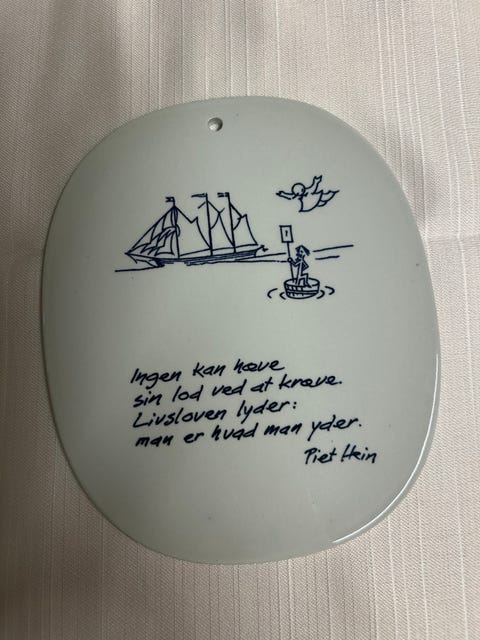 Ingen kan hæve
sin lod ved at kræve.
Livsloven lyder:
man er hvad man yder.
Piet Hein